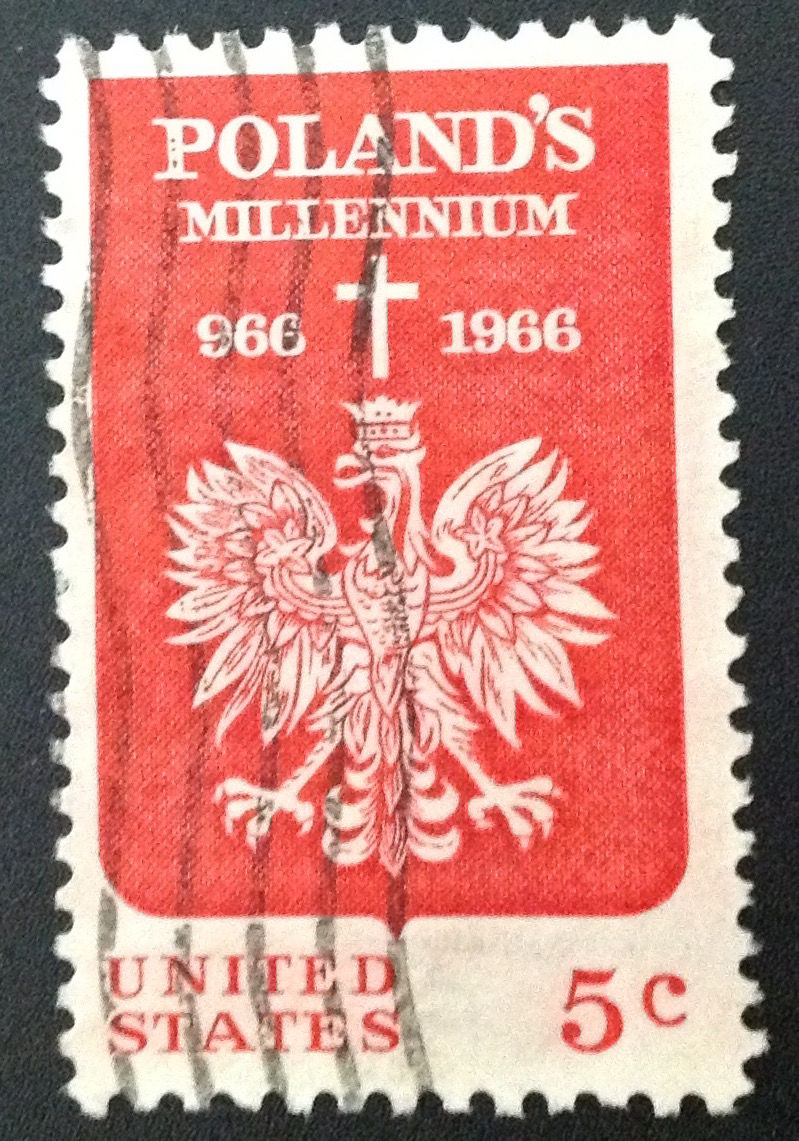 POLAND'S
MILLENNIUM
966 1966
UNITED
STATES
5c